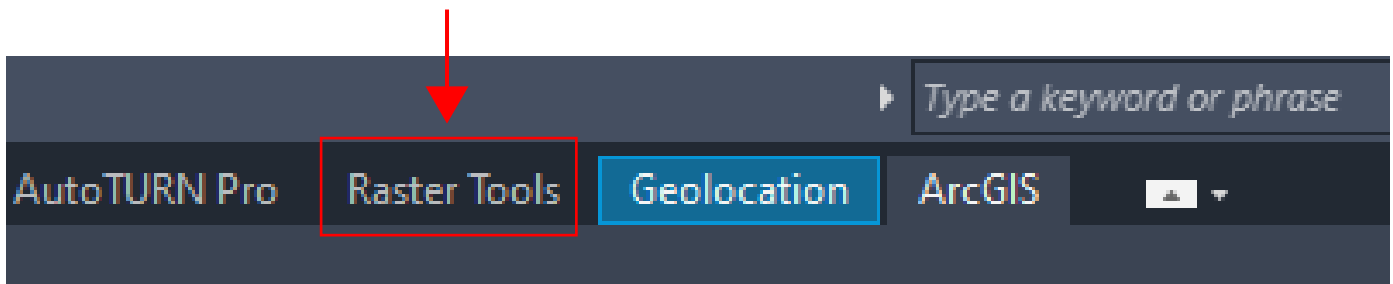 Type a keyword or phrase
AutoTURN Pro Raster Tools Geolocation ArcGIS